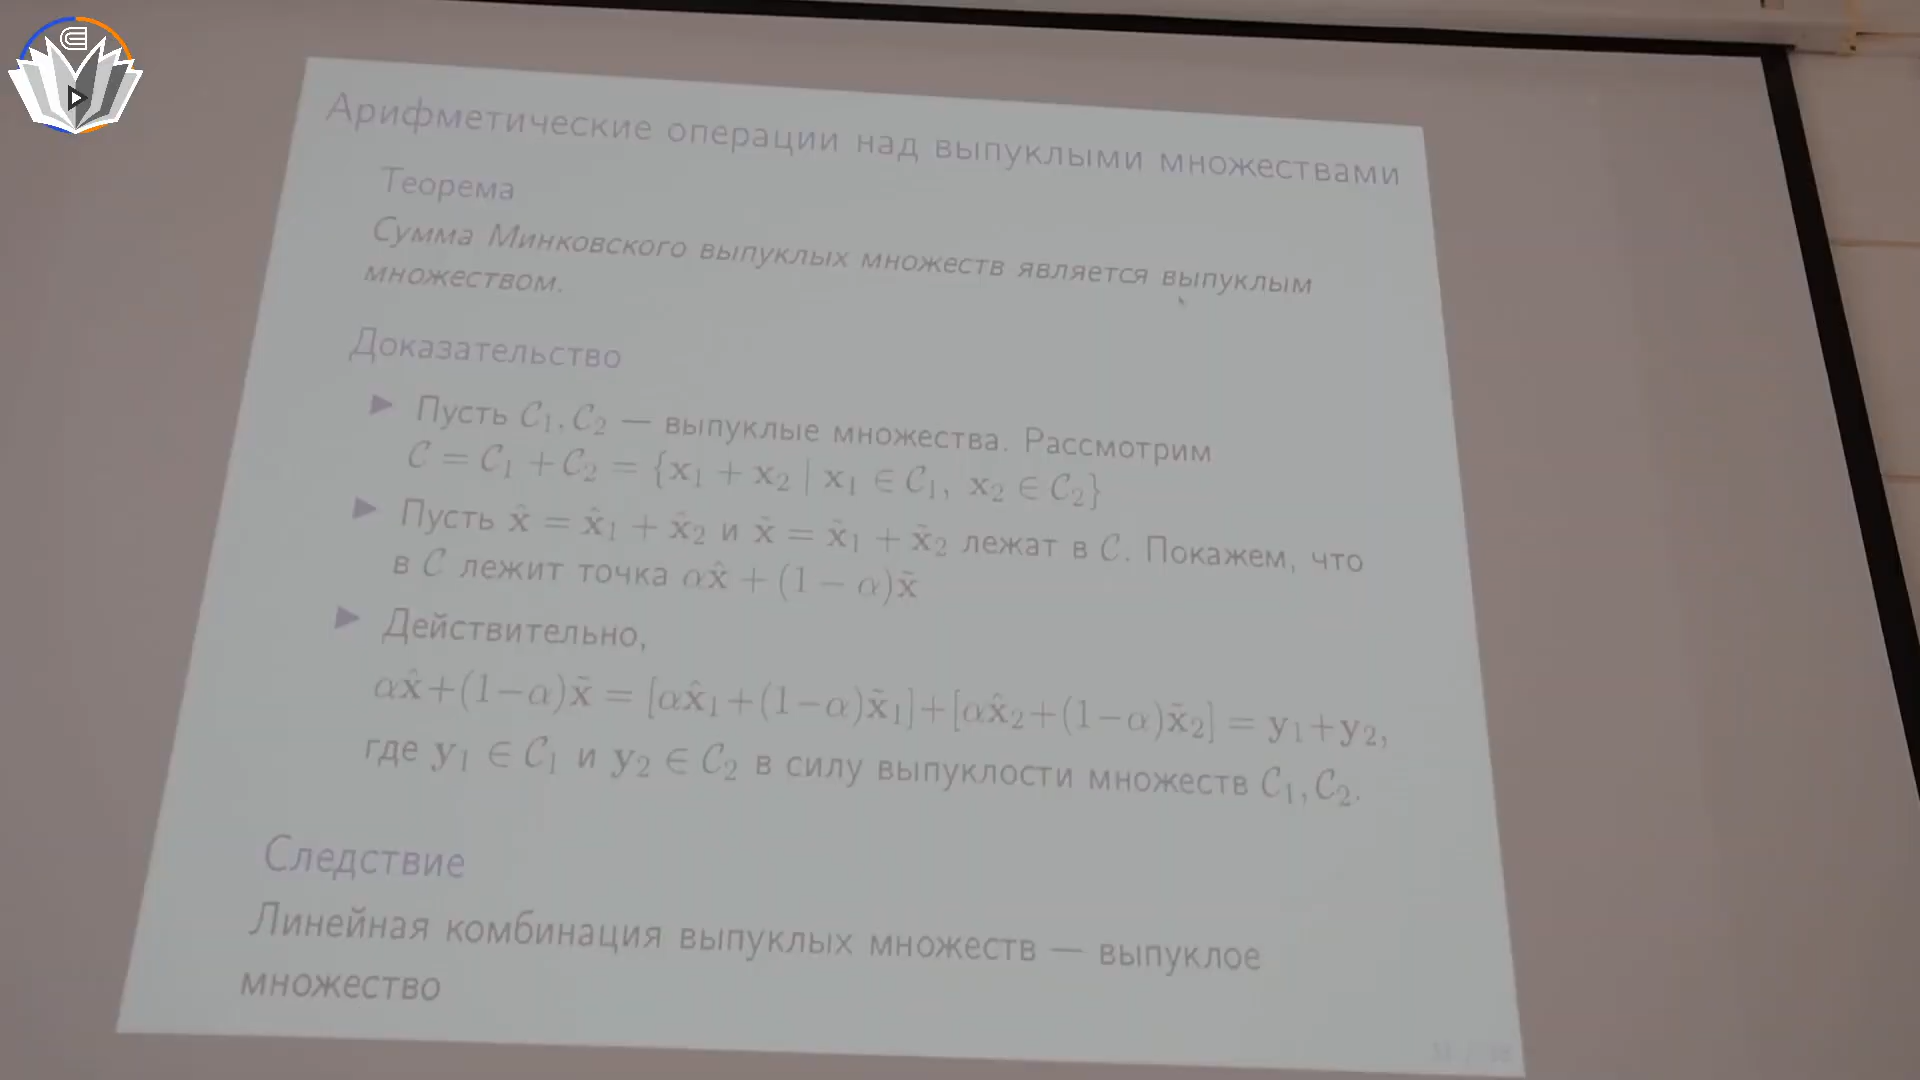 Арифметические операции над выпуклыми множествами
Теорема
Сумма Минковского выпуклых множеств является выпуклым
множеством.
Доказательство
► Пусть C₁, C₂ — выпуклые множества. Рассмотрим
C = C₁ + C₂ = {x₁ + x₂ | x₁ ∈ C₁, x₂ ∈ C₂}
► Пусть x̂ = x̂₁ + x̂₂ и x̃ = x̃₁ + x̃₂ лежат в C. Покажем, что
в C лежит точка αx̂ + (1 − α)x̃
► Действительно,
αx̂+(1−α)x̃ = [αx̂₁+(1−α)x̃₁]+[αx̂₂+(1−α)x̃₂] = y₁+y₂,
где y₁ ∈ C₁ и y₂ ∈ C₂ в силу выпуклости множеств C₁, C₂.
Следствие
Линейная комбинация выпуклых множеств — выпуклое
множество